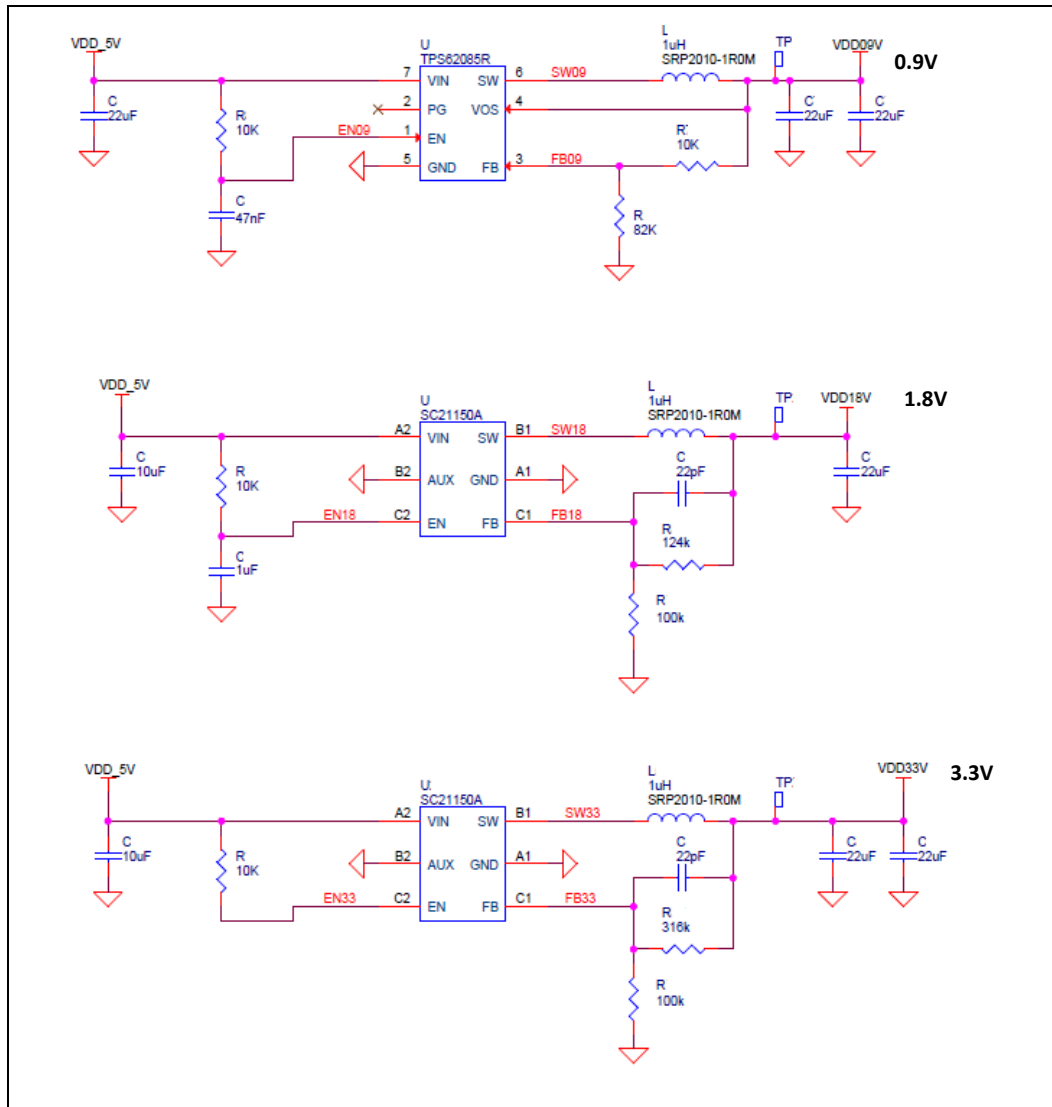 VDD_5V
C
22uF
R:
10K
C
47nF
EN09
U
TPS62085R
7
VIN
2
PG
1
EN
5
GND
SW
6
VOS
4
FB
3
SW09
FB09
L
1uH
SRP2010-1R0M
R:
10K
R
82K
TP
C:
22uF
C
22uF
VDD09V
0.9V
VDD_5V
C
10uF
R
10K
C
1uF
EN18
U
SC21150A
A2
VIN
B2
AUX
C2
EN
SW
B1
GND
A1
FB
C1
SW18
FB18
L
1uH
SRP2010-1R0M
C
22pF
R
124k
R
100k
TP.
C
22uF
VDD18V
1.8V
VDD_5V
C
10uF
R
10K
EN33
U:
SC21150A
A2
VIN
B2
AUX
C2
EN
SW
B1
GND
A1
FB
C1
SW33
FB33
L
1uH
SRP2010-1R0M
C
22pF
R
316k
R
100k
TP.
C
22uF
C
22uF
VDD33V
3.3V